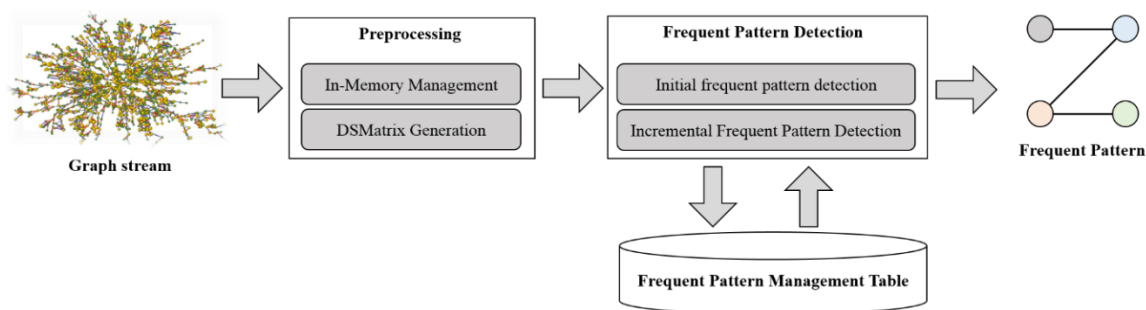 Graph stream
Preprocessing
In-Memory Management
DSMatrix Generation
Frequent Pattern Detection
Initial frequent pattern detection
Incremental Frequent Pattern Detection
Frequent Pattern Management Table
Frequent Pattern